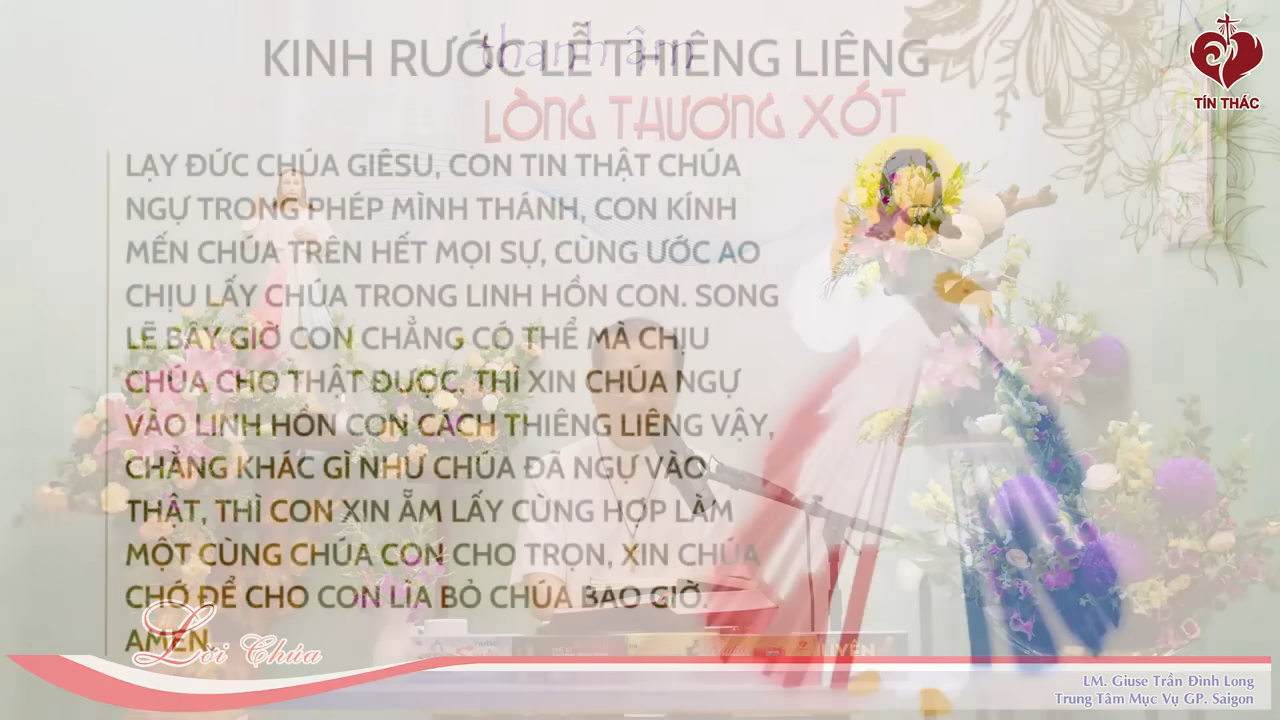 thanh âm
KINH RƯỚC LỄ THIÊNG LIÊNG
LÒNG THƯƠNG XÓT
TÍN THÁC
LẠY ĐỨC CHÚA GIÊSU, CON TIN THẬT CHÚA
NGỰ TRONG PHÉP MÌNH THÁNH, CON KÍNH
MẾN CHÚA TRÊN HẾT MỌI SỰ, CÙNG ƯỚC AO
CHỊU LẤY CHÚA TRONG LINH HỒN CON. SONG
LẼ BÂY GIỜ CON CHẲNG CÓ THỂ MÀ CHỊU
CHÚA CHO THẬT ĐƯỢC, THÌ XIN CHÚA NGỰ
VÀO LINH HỒN CON CÁCH THIÊNG LIÊNG VẬY,
CHẲNG KHÁC GÌ NHƯ CHÚA ĐÃ NGỰ VÀO
THẬT, THÌ CON XIN ẴM LẤY CÙNG HỢP LÀM
MỘT CÙNG CHÚA CON CHO TRỌN, XIN CHÚA
CHỚ ĐỂ CHO CON LÌA BỎ CHÚA BAO GIỜ.
AMEN
Lời Chúa
LM. Giuse Trần Đình Long
Trung Tâm Mục Vụ GP. Saigon